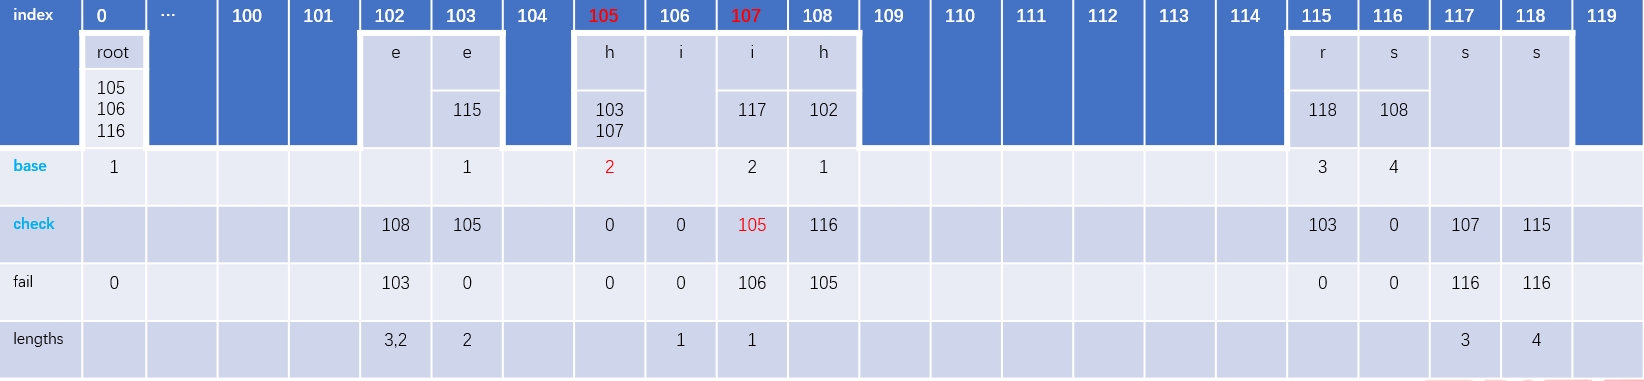 index 0 ... 100 101 102 103 104 105 106 107 108 109 110 111 112 113 114 115 116 117 118 119
root e e h i i h r s s s
105
106 115 103 117 102 118 108
116 107
base 1 1 2 2 1 3 4
check 108 105 0 0 105 116 103 0 107 115
fail 0 103 0 0 0 106 105 0 0 116 116
lengths 3,2 2 1 1 3 4